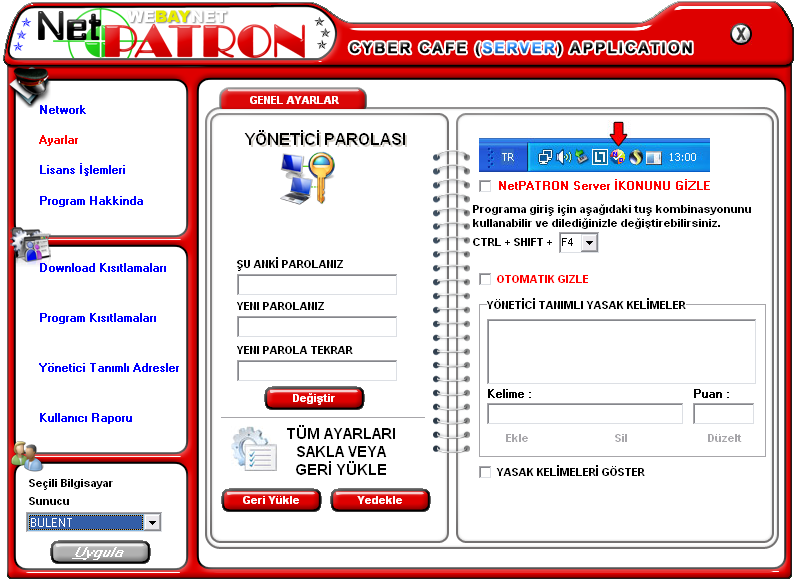 Net PATRON
WEBAYNET
CYBER CAFE (SERVER) APPLICATION
X
Network
Ayarlar
Lisans İşlemleri
Program Hakkında
Download Kısıtlamaları
Program Kısıtlamaları
Yönetici Tanımlı Adresler
Kullanıcı Raporu
Seçili Bilgisayar
Sunucu
BULENT
Uygula
GENEL AYARLAR
YÖNETİCİ PAROLASI
ŞU ANKİ PAROLANIZ
YENI PAROLANIZ
YENI PAROLA TEKRAR
Değiştir
TÜM AYARLARI
SAKLA VEYA
GERİ YÜKLE
Geri Yükle
Yedekle
TR
13:00
NetPATRON Server İKONUNU GİZLE
Programa giriş için aşağıdaki tuş kombinasyonunu
kullanabilir ve dilediğinizle değiştirebilirsiniz.
CTRL + SHIFT + F4
OTOMATIK GIZLE
YÖNETİCİ TANIMLI YASAK KELİMELER
Kelime : Puan :
Ekle Sil Düzelt
YASAK KELİMELERİ GÖSTER